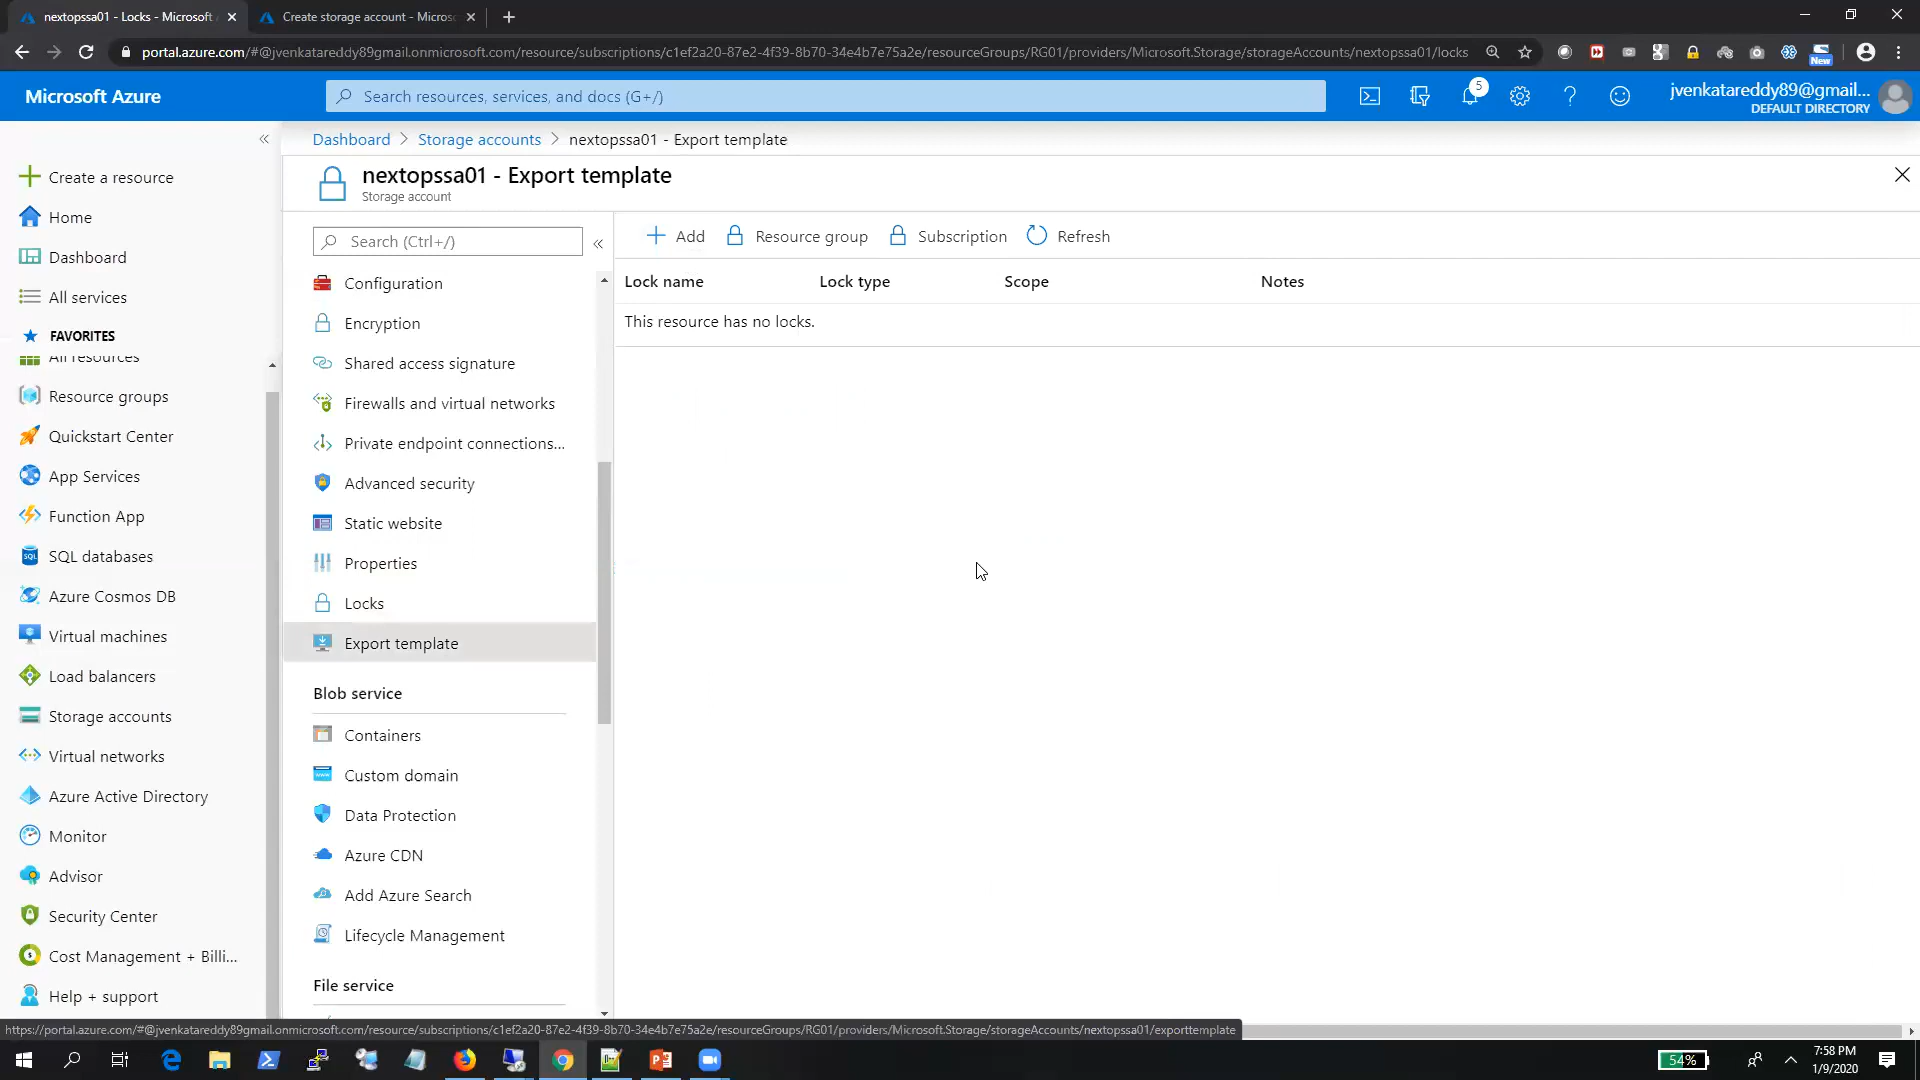 nextopssa01 - Locks - Microsoft
Create storage account - Micros
portal.azure.com/#@jvenkatareddy89gmail.onmicrosoft.com/resource/subscriptions/c1ef2a20-87e2-4f39-8b70-34e4b7e75a2e/resourceGroups/RG01/providers/Microsoft.Storage/storageAccounts/nextopssa01/locks
New
Microsoft Azure
Search resources, services, and docs (G+/)
5
jvenkatareddy89@gmail...
DEFAULT DIRECTORY
Dashboard > Storage accounts > nextopssa01 - Export template
nextopssa01 - Export template
Storage account
Create a resource
Home
Dashboard
All services
FAVORITES
All resources
Resource groups
Quickstart Center
App Services
Function App
SQL databases
Azure Cosmos DB
Virtual machines
Load balancers
Storage accounts
Virtual networks
Azure Active Directory
Monitor
Advisor
Security Center
Cost Management + Billi...
Help + support
Search (Ctrl+/)
Configuration
Encryption
Shared access signature
Firewalls and virtual networks
Private endpoint connections...
Advanced security
Static website
Properties
Locks
Export template
Blob service
Containers
Custom domain
Data Protection
Azure CDN
Add Azure Search
Lifecycle Management
File service
Add
Resource group
Subscription
Refresh
Lock name Lock type Scope Notes
This resource has no locks.
https://portal.azure.com/#@jvenkatareddy89gmail.onmicrosoft.com/resource/subscriptions/c1ef2a20-87e2-4f39-8b70-34e4b7e75a2e/resourceGroups/RG01/providers/Microsoft.Storage/storageAccounts/nextopssa01/exporttemplate
54%
7:58 PM
1/9/2020